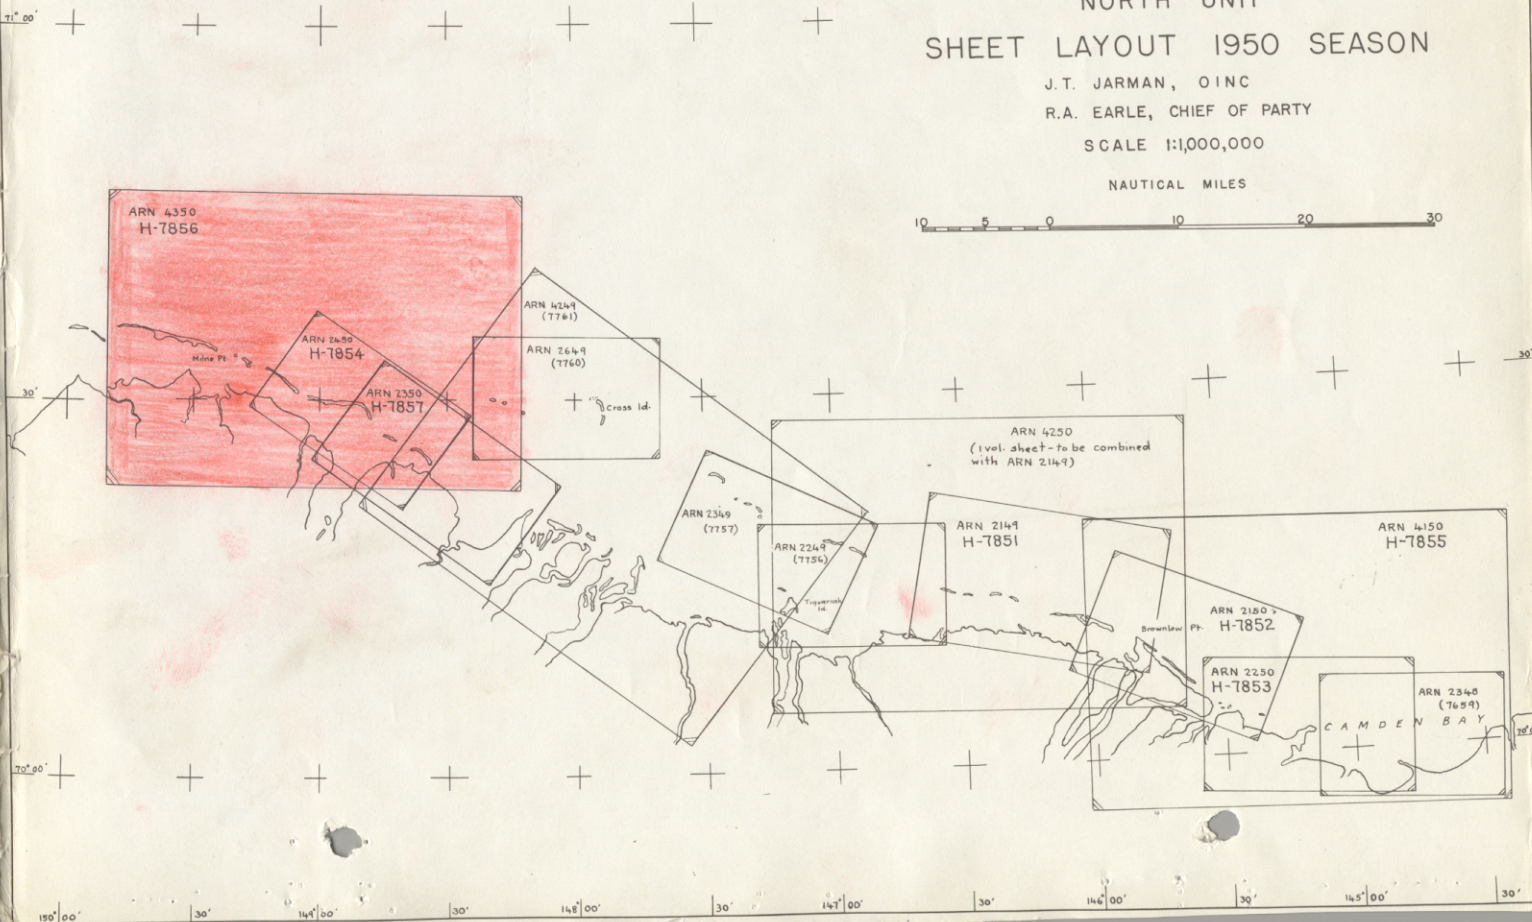 NORTH UNIT
SHEET LAYOUT 1950 SEASON
J.T. JARMAN, OINC
R.A. EARLE, CHIEF OF PARTY
SCALE 1:1,000,000
NAUTICAL MILES
10 5 0 10 20 30
71° 00'
ARN 4350
H-7856
ARN 4249
(7761)
ARN 2450
H-7854
ARN 2649
(7760)
Milne Pt.
ARN 2350
H-7857
Cross Id.
30'
30'
ARN 4250
(1 vol. sheet - to be combined
with ARN 2149)
ARN 2349
(7757)
ARN 2249
(7756)
ARN 2149
H-7851
ARN 4150
H-7855
Tigvariak
Id.
Brownlow Pt.
ARN 2150
H-7852
ARN 2250
H-7853
ARN 2348
(7659)
CAMDEN BAY
70° 00'
70°
150° 00' 30' 149° 00' 30' 148° 00' 30' 147° 00' 30' 146° 00' 30' 145° 00' 30'